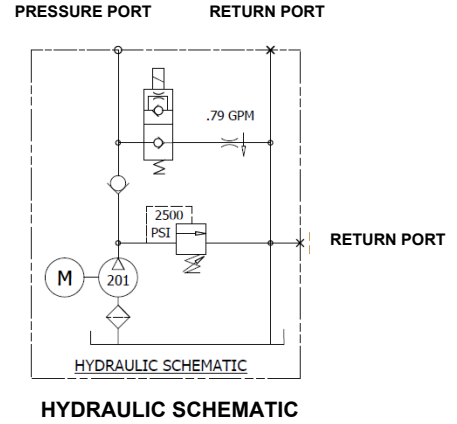 PRESSURE PORT RETURN PORT
.79 GPM
2500
PSI
RETURN PORT
M
201
HYDRAULIC SCHEMATIC
HYDRAULIC SCHEMATIC